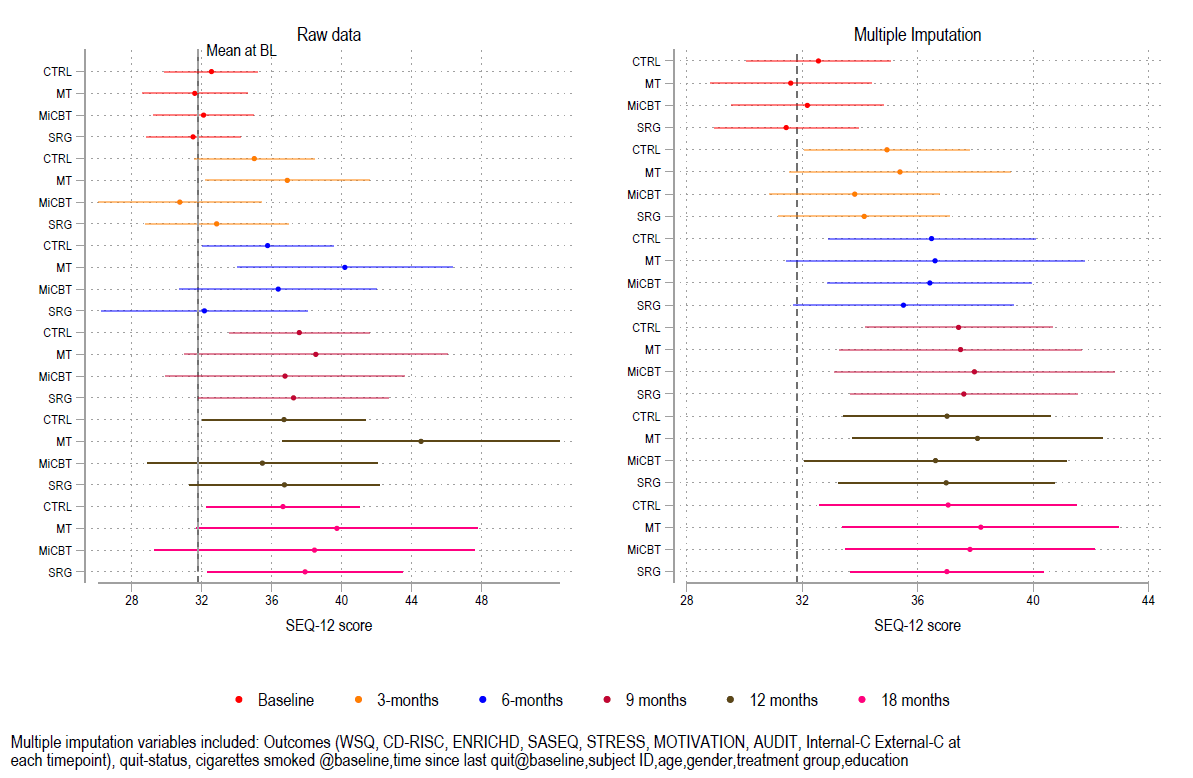 Raw data
Mean at BL
CTRL
MT
MiCBT
SRG
CTRL
MT
MiCBT
SRG
CTRL
MT
MiCBT
SRG
CTRL
MT
MiCBT
SRG
CTRL
MT
MiCBT
SRG
CTRL
MT
MiCBT
SRG
28 32 36 40 44 48
SEQ-12 score
Multiple Imputation
CTRL
MT
MiCBT
SRG
CTRL
MT
MiCBT
SRG
CTRL
MT
MiCBT
SRG
CTRL
MT
MiCBT
SRG
CTRL
MT
MiCBT
SRG
CTRL
MT
MiCBT
SRG
28 32 36 40 44
SEQ-12 score
Baseline 3-months 6-months 9 months 12 months 18 months
Multiple imputation variables included: Outcomes (WSQ, CD-RISC, ENRICHD, SASEQ, STRESS, MOTIVATION, AUDIT, Internal-C External-C at
each timepoint), quit-status, cigarettes smoked @baseline,time since last quit@baseline,subject ID,age,gender,treatment group,education